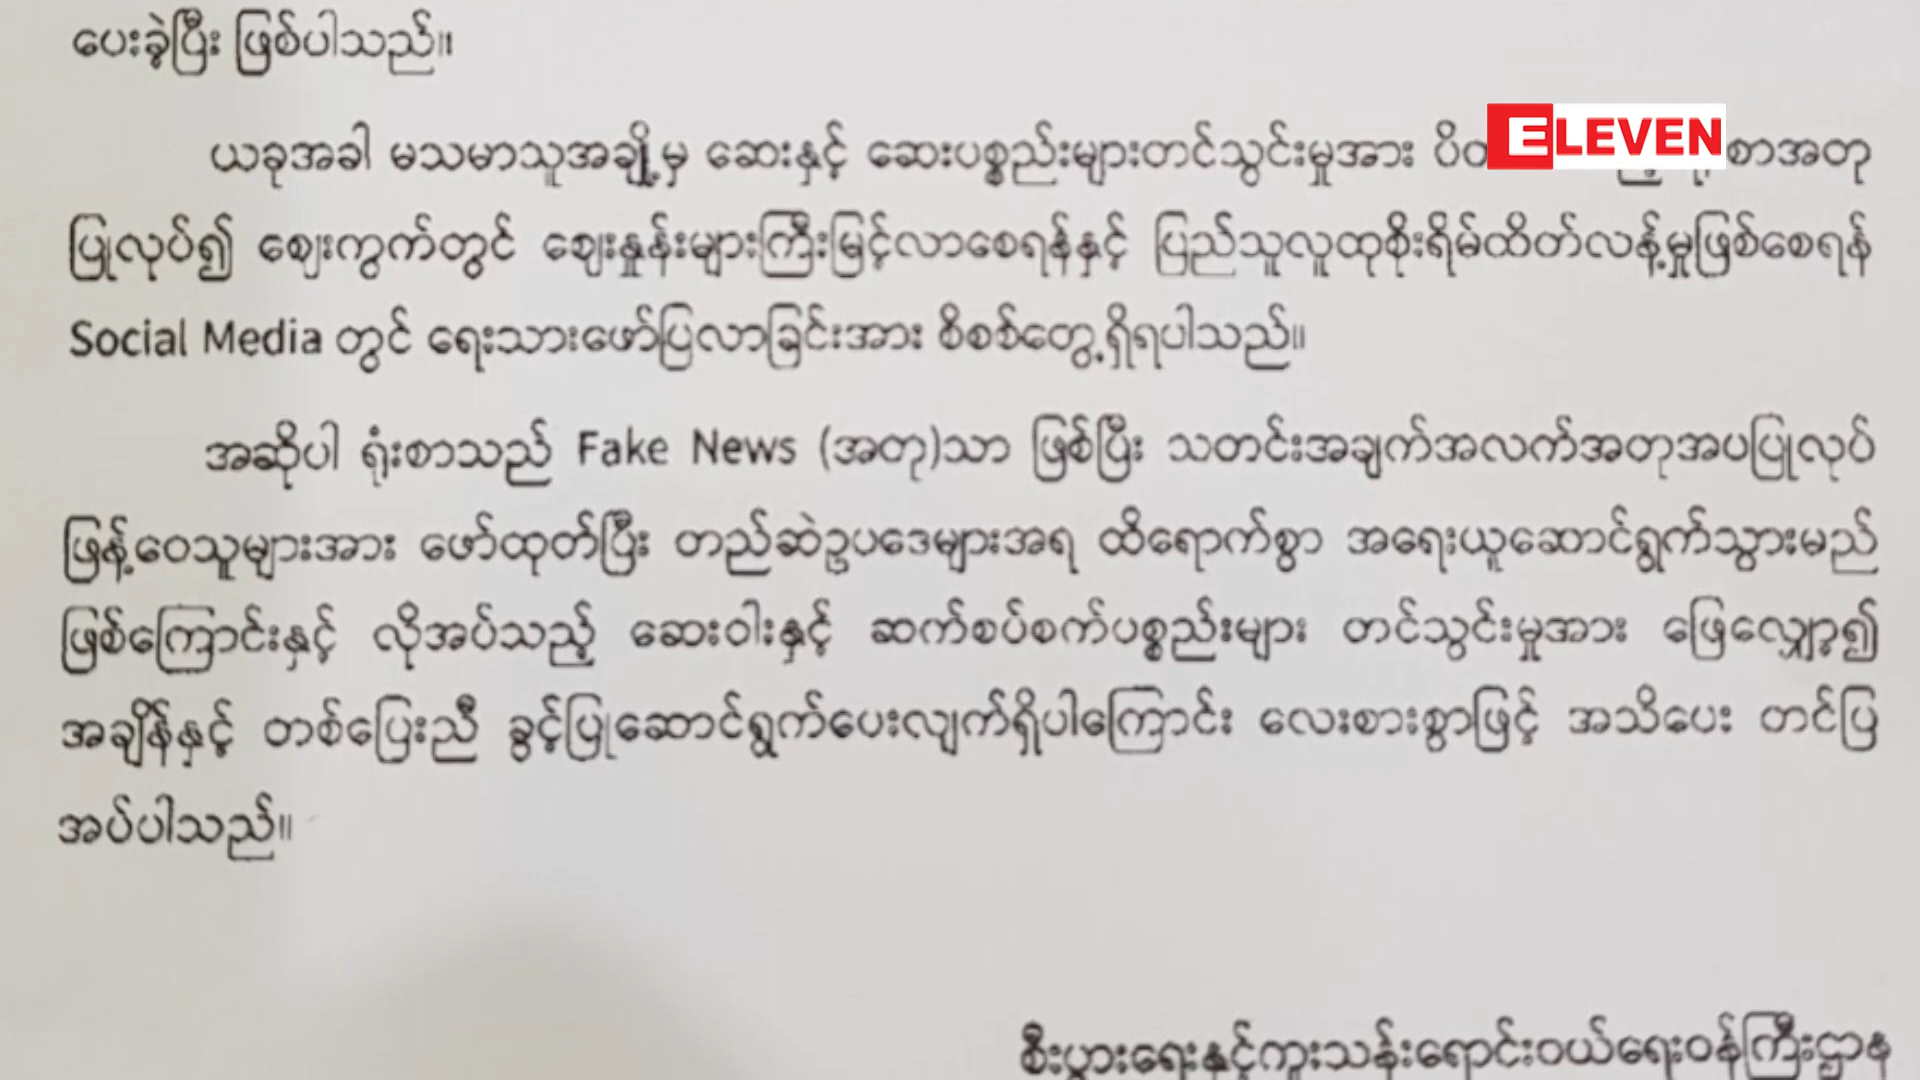 ပေးခဲ့ပြီး ဖြစ်ပါသည်။
ELEVEN
ယခုအခါ မသမာသူအချို့မှ ဆေးနှင့် ဆေးပစ္စည်းများတင်သွင်းမှုအား စာအတု
ပြုလုပ်၍ ဈေးကွက်တွင် ဈေးနှုန်းများကြီးမြင့်လာစေရန်နှင့် ပြည်သူလူထုစိုးရိမ်ထိတ်လန့်မှုဖြစ်စေရန်
Social Media တွင် ရေးသားဖော်ပြလာခြင်းအား စိစစ်တွေ့ရှိရပါသည်။
အဆိုပါ ရုံးစာသည် Fake News (အတု)သာ ဖြစ်ပြီး သတင်းအချက်အလက်အတုအပပြုလုပ်
ဖြန့်ဝေသူများအား ဖော်ထုတ်ပြီး တည်ဆဲဥပဒေများအရ ထိရောက်စွာ အရေးယူဆောင်ရွက်သွားမည်
ဖြစ်ကြောင်းနှင့် လိုအပ်သည့် ဆေးဝါးနှင့် ဆက်စပ်စက်ပစ္စည်းများ တင်သွင်းမှုအား ဖြေလျှော့၍
အချိန်နှင့် တစ်ပြေးညီ ခွင့်ပြုဆောင်ရွက်ပေးလျက်ရှိပါကြောင်း လေးစားစွာဖြင့် အသိပေး တင်ပြ
အပ်ပါသည်။
စီးပွားရေးနှင့်ကူးသန်းရောင်းဝယ်ရေးဝန်ကြီးဌာန